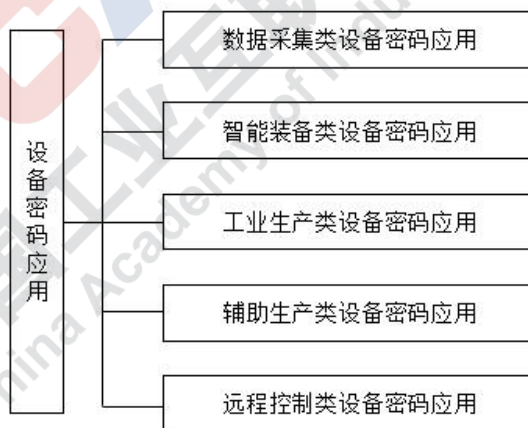 设备密码应用
数据采集类设备密码应用
智能装备类设备密码应用
工业生产类设备密码应用
辅助生产类设备密码应用
远程控制类设备密码应用